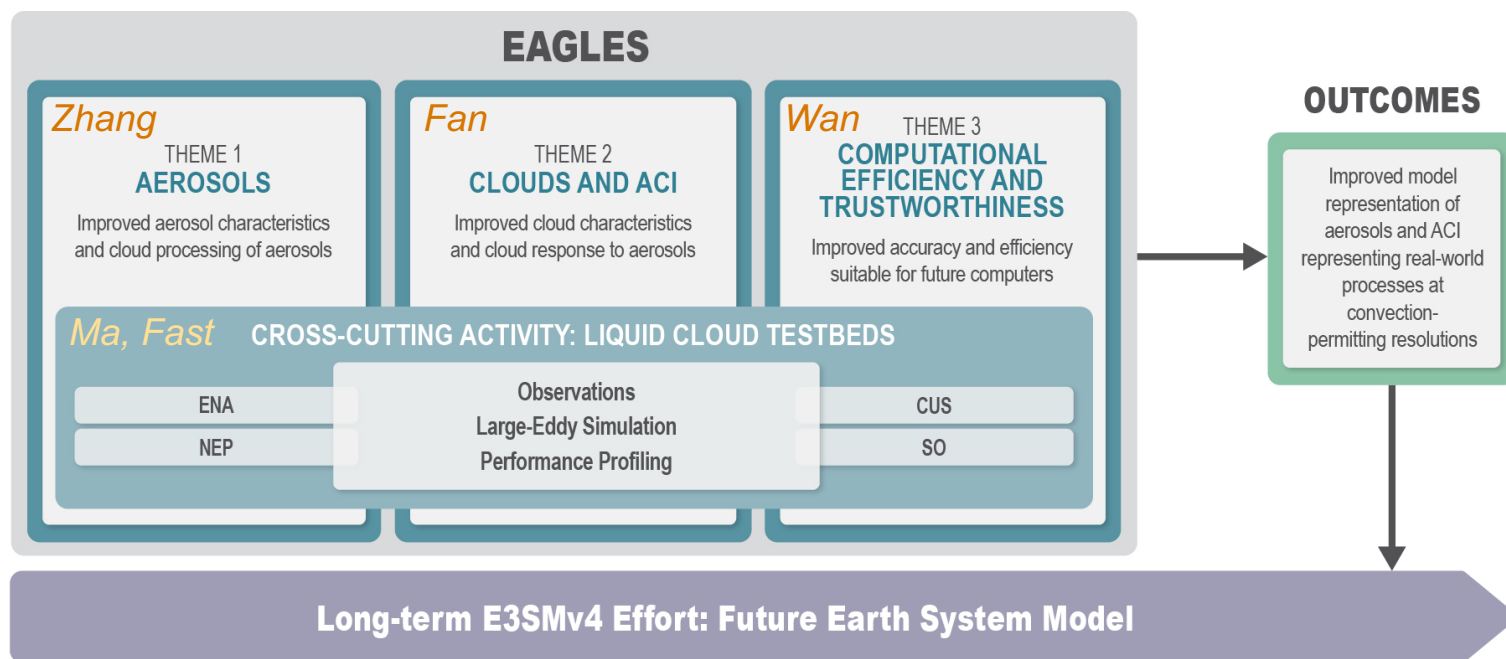 EAGLES
Zhang
THEME 1
AEROSOLS
Improved aerosol characteristics
and cloud processing of aerosols
Fan
THEME 2
CLOUDS AND ACI
Improved cloud characteristics
and cloud response to aerosols
Wan
THEME 3
COMPUTATIONAL
EFFICIENCY AND
TRUSTWORTHINESS
Improved accuracy and efficiency
suitable for future computers
Ma, Fast
CROSS-CUTTING ACTIVITY: LIQUID CLOUD TESTBEDS
ENA
NEP
Observations
Large-Eddy Simulation
Performance Profiling
CUS
SO
OUTCOMES
Improved model
representation of
aerosols and ACI
representing real-world
processes at
convection-
permitting resolutions
Long-term E3SMv4 Effort: Future Earth System Model